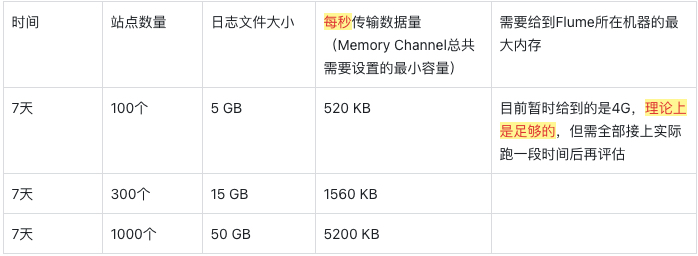 时间
站点数量
日志文件大小
每秒传输数据量
（Memory Channel总共
需要设置的最小容量）
需要给到Flume所在机器的最
大内存
7天
100个
5 GB
520 KB
目前暂时给到的是4G，理论上
是足够的，但需全部接上实际
跑一段时间后再评估
7天
300个
15 GB
1560 KB
7天
1000个
50 GB
5200 KB